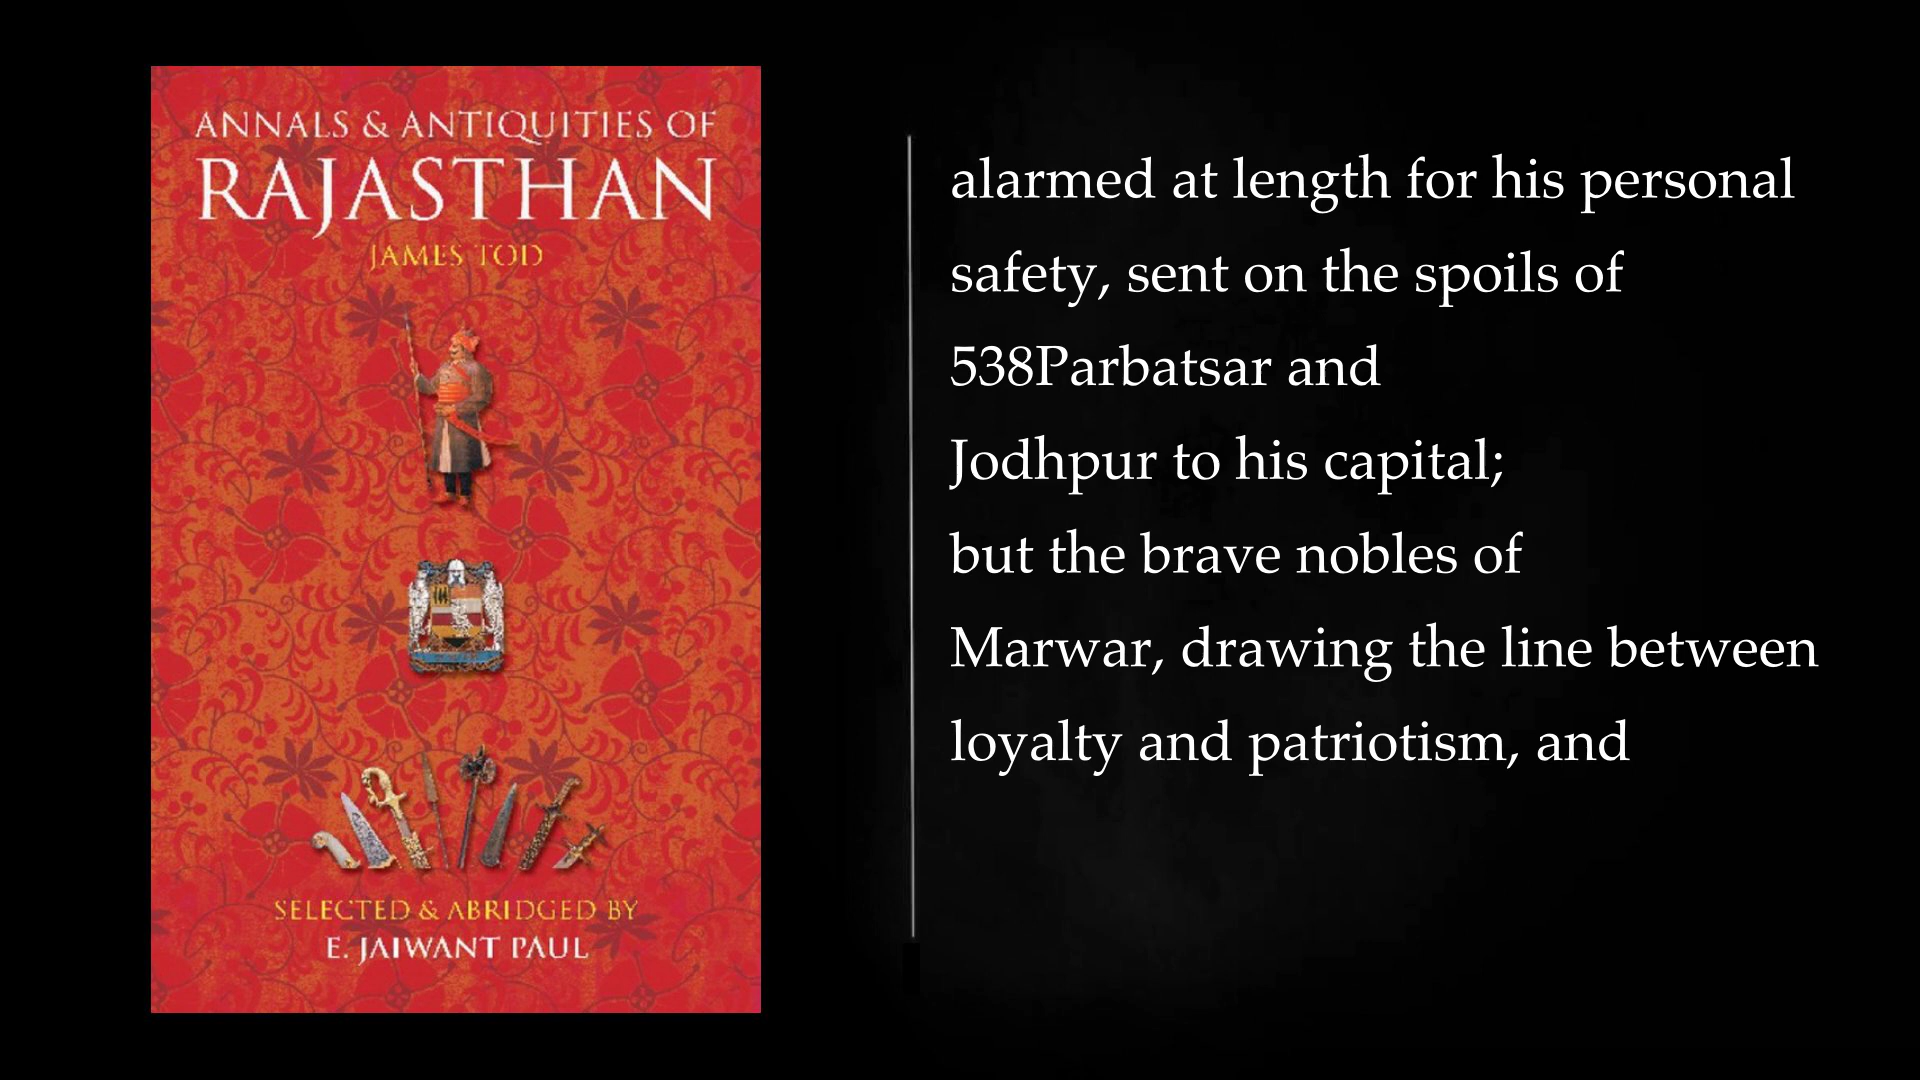 ANNALS & ANTIQUITIES OF
RAJASTHAN
JAMES TOD
SELECTED & ABRIDGED BY
E. JAIWANT PAUL
alarmed at length for his personal
safety, sent on the spoils of
538Parbatsar and
Jodhpur to his capital;
but the brave nobles of
Marwar, drawing the line between
loyalty and patriotism, and